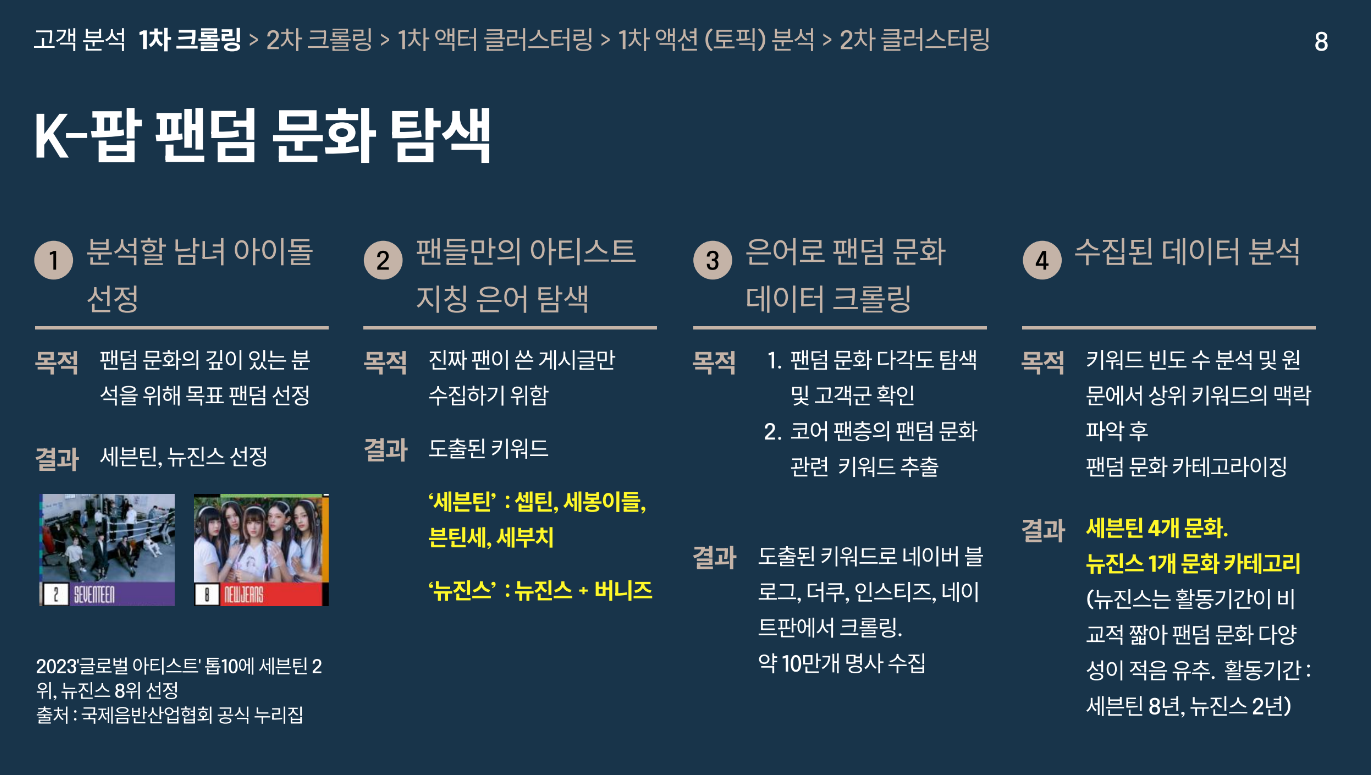 고객 분석 1차 크롤링 > 2차 크롤링 > 1차 액터 클러스터링 > 1차 액션 (토픽) 분석 > 2차 클러스터링
8
K-팝 팬덤 문화 탐색
1 분석할 남녀 아이돌
선정
목적 팬덤 문화의 깊이 있는 분
석을 위해 목표 팬덤 선정
결과 세븐틴, 뉴진스 선정
2 SEVENTEEN
8 NEWJEANS
2023'글로벌 아티스트' 톱10에 세븐틴 2
위, 뉴진스 8위 선정
출처 : 국제음반산업협회 공식 누리집
2 팬들만의 아티스트
지칭 은어 탐색
목적 진짜 팬이 쓴 게시글만
수집하기 위함
결과 도출된 키워드
‘세븐틴’ : 셉틴, 세봉이들,
븐틴세, 세부치
‘뉴진스’ : 뉴진스 + 버니즈
3 은어로 팬덤 문화
데이터 크롤링
목적 1. 팬덤 문화 다각도 탐색
및 고객군 확인
2. 코어 팬층의 팬덤 문화
관련 키워드 추출
결과 도출된 키워드로 네이버 블
로그, 더쿠, 인스티즈, 네이
트판에서 크롤링.
약 10만개 명사 수집
4 수집된 데이터 분석
목적 키워드 빈도 수 분석 및 원
문에서 상위 키워드의 맥락
파악 후
팬덤 문화 카테고라이징
결과 세븐틴 4개 문화.
뉴진스 1개 문화 카테고리
(뉴진스는 활동기간이 비
교적 짧아 팬덤 문화 다양
성이 적음 유추. 활동기간 :
세븐틴 8년, 뉴진스 2년)